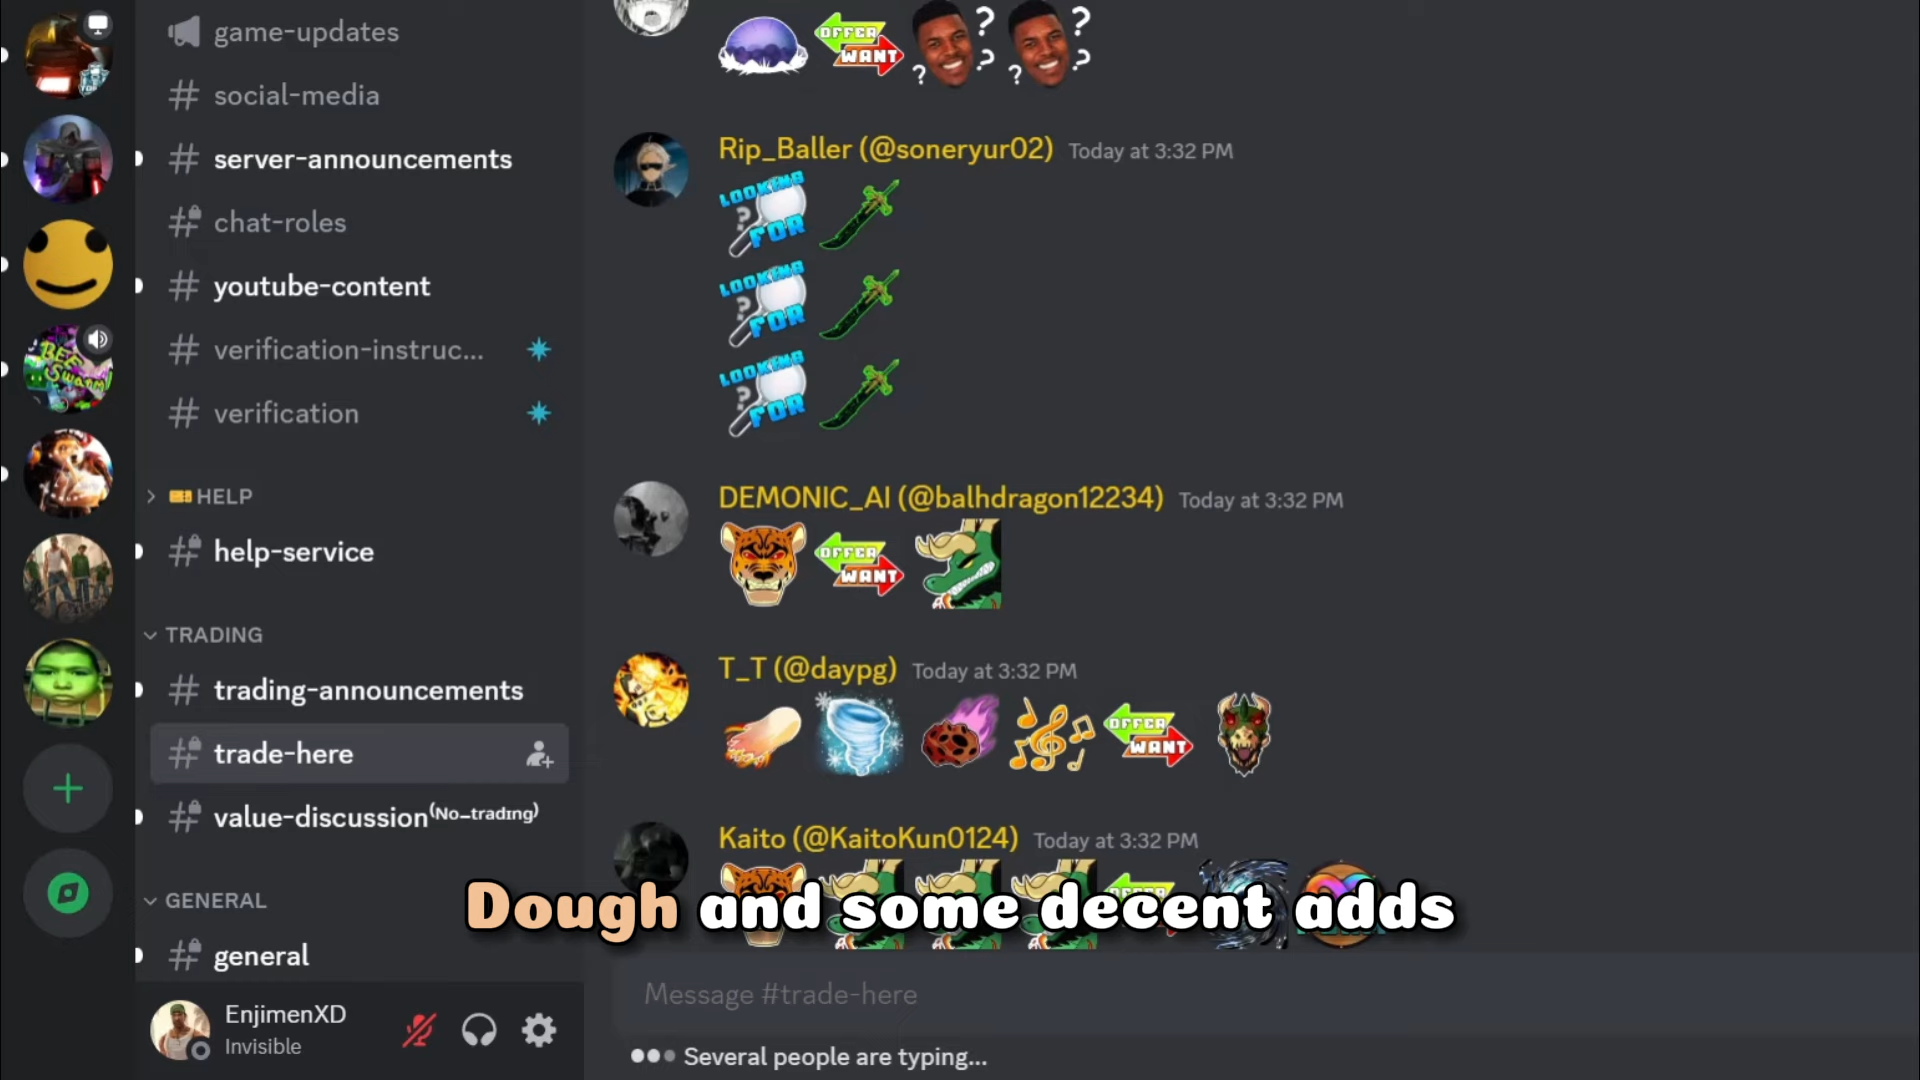 game-updates
social-media
server-announcements
chat-roles
youtube-content
verification-instruc...
verification
HELP
help-service
TRADING
trading-announcements
trade-here
value-discussion(No-trading)
GENERAL
general
EnjimenXD
Invisible
BEE
Swarm
OFFER
WANT
? ? ? ?
Rip_Baller (@soneryur02) Today at 3:32 PM
LOOKING
? FOR
LOOKING
? FOR
LOOKING
? FOR
DEMONIC_AI (@balhdragon12234) Today at 3:32 PM
OFFER
WANT
T_T (@daypg) Today at 3:32 PM
OFFER
WANT
Kaito (@KaitoKun0124) Today at 3:32 PM
OFFER
Dough and some decent adds
Message #trade-here
Several people are typing...